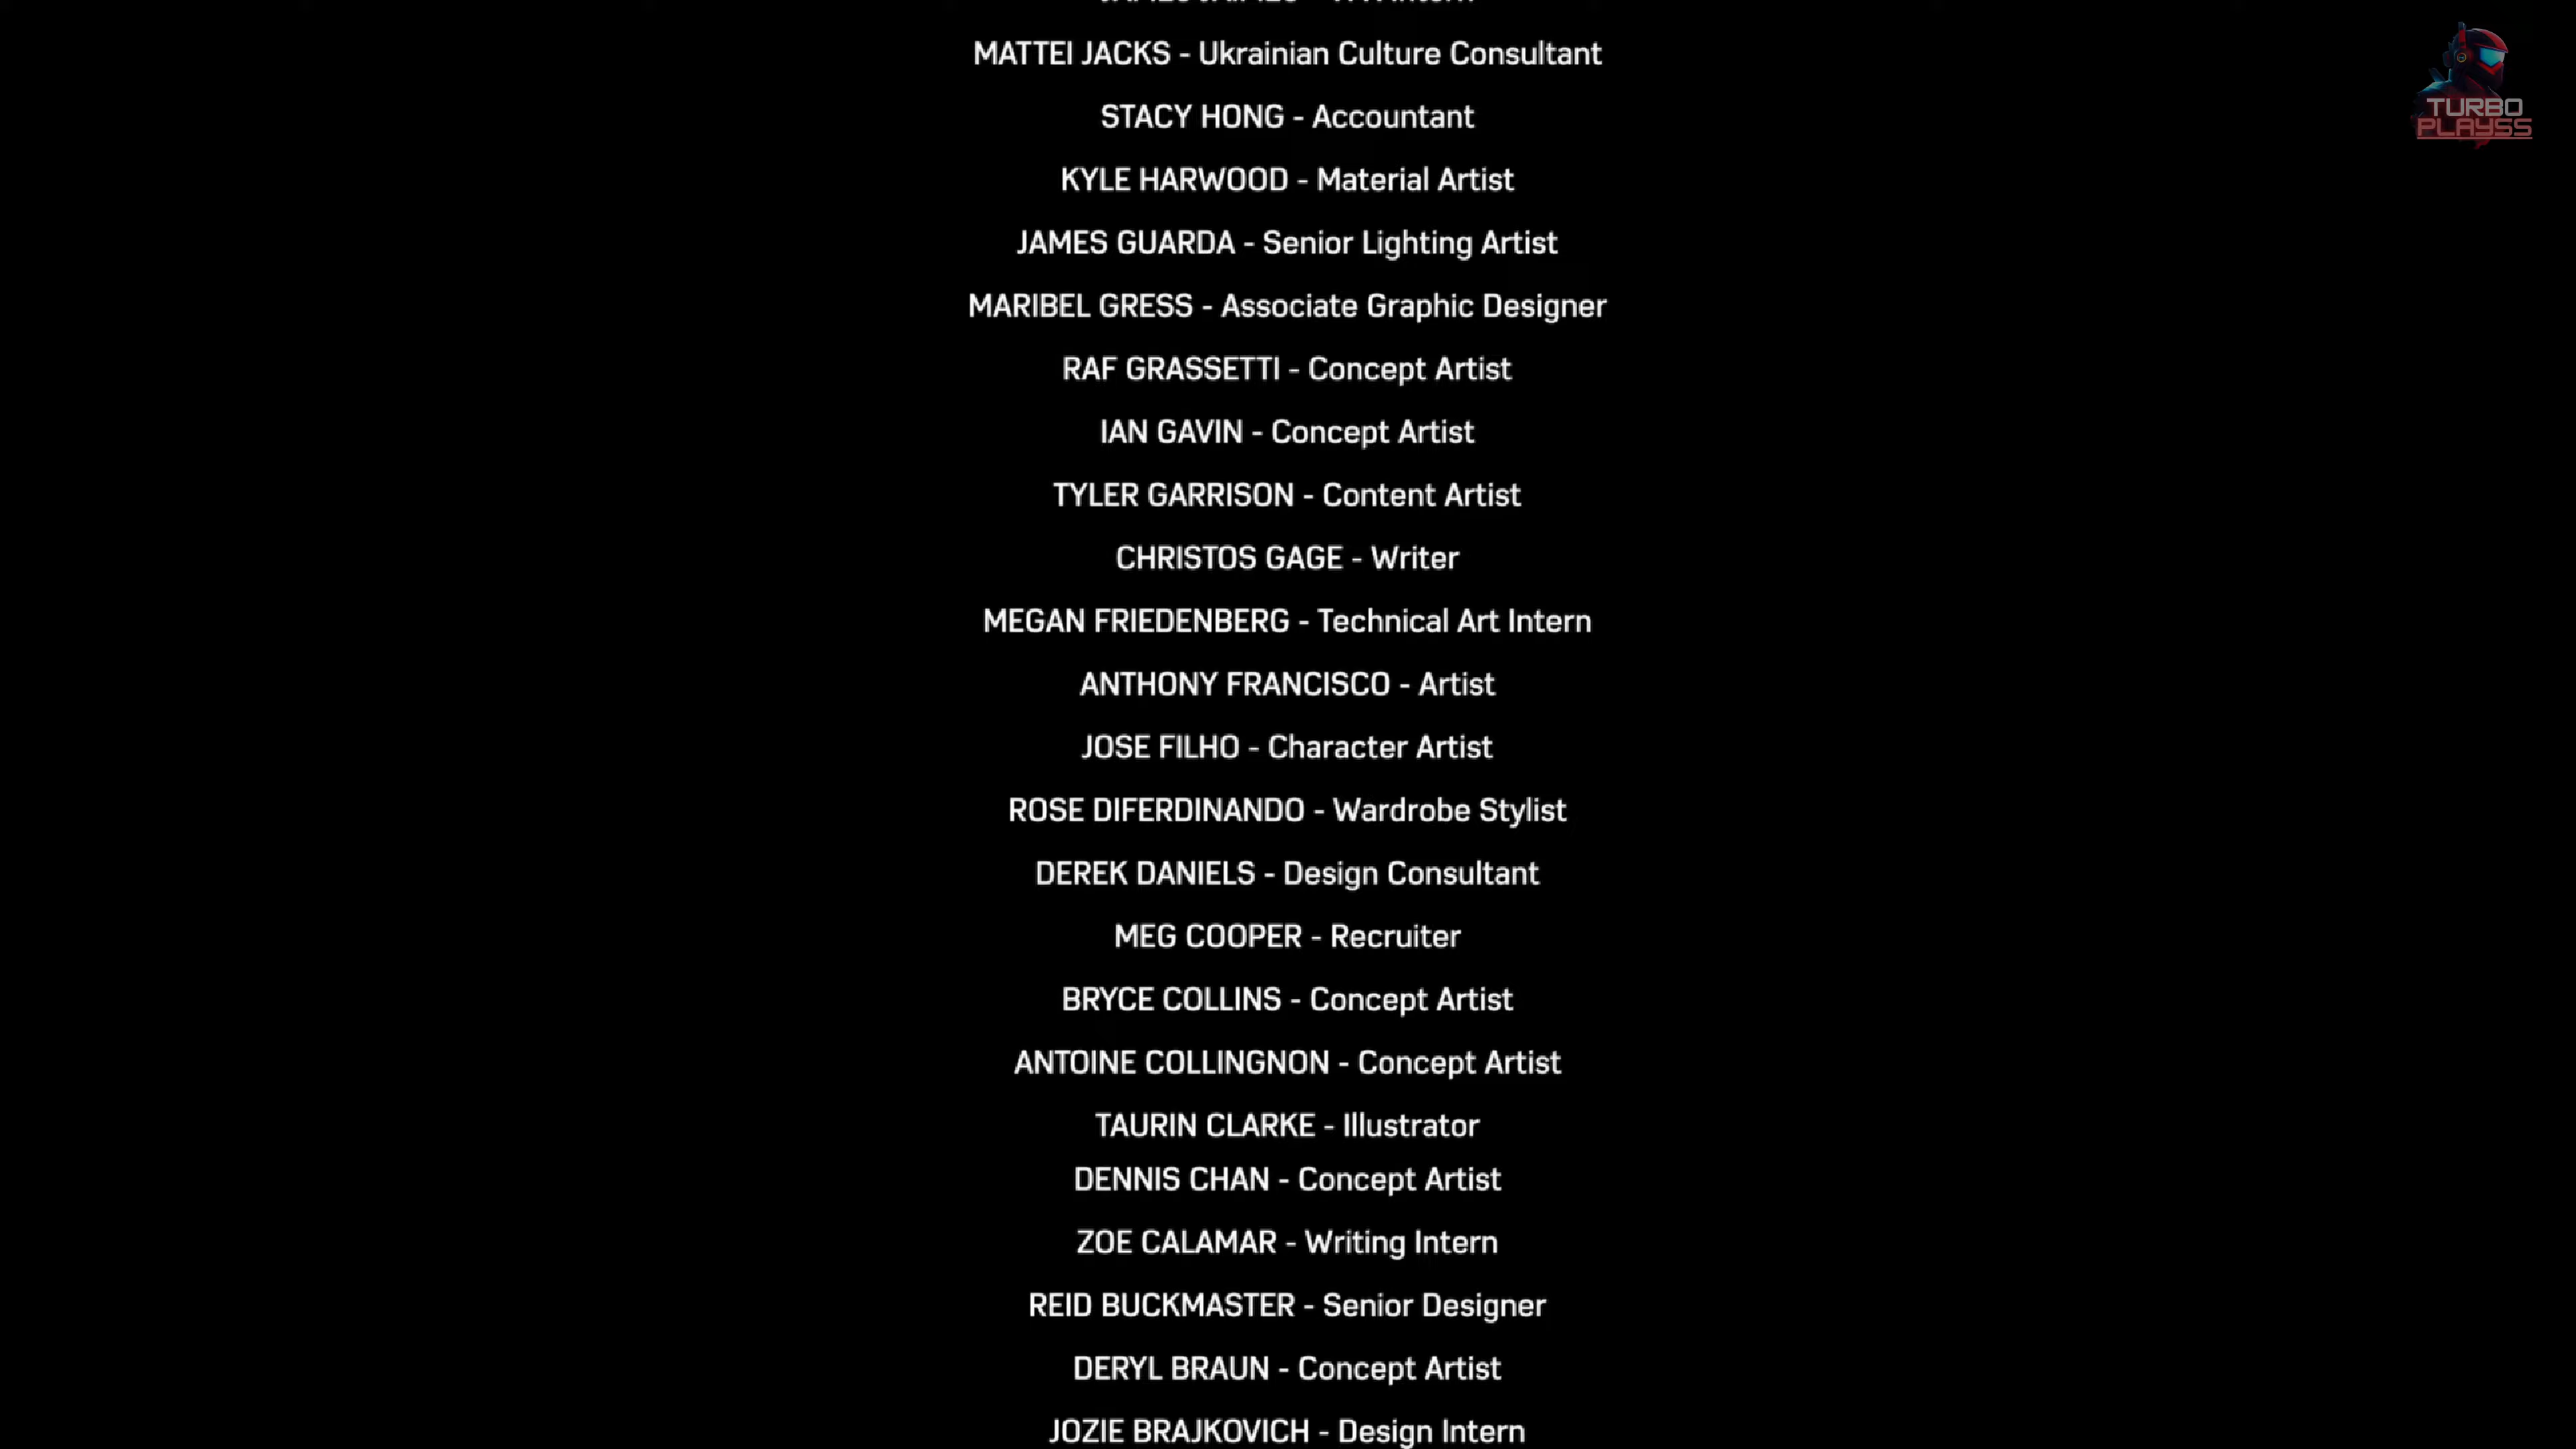 MATTEI JACKS - Ukrainian Culture Consultant
STACY HONG - Accountant
KYLE HARWOOD - Material Artist
JAMES GUARDA - Senior Lighting Artist
MARIBEL GRESS - Associate Graphic Designer
RAF GRASSETTI - Concept Artist
IAN GAVIN - Concept Artist
TYLER GARRISON - Content Artist
CHRISTOS GAGE - Writer
MEGAN FRIEDENBERG - Technical Art Intern
ANTHONY FRANCISCO - Artist
JOSE FILHO - Character Artist
ROSE DIFERDINANDO - Wardrobe Stylist
DEREK DANIELS - Design Consultant
MEG COOPER - Recruiter
BRYCE COLLINS - Concept Artist
ANTOINE COLLINGNON - Concept Artist
TAURIN CLARKE - Illustrator
DENNIS CHAN - Concept Artist
ZOE CALAMAR - Writing Intern
REID BUCKMASTER - Senior Designer
DERYL BRAUN - Concept Artist
JOZIE BRAJKOVICH - Design Intern
TURBO
PLAYSS